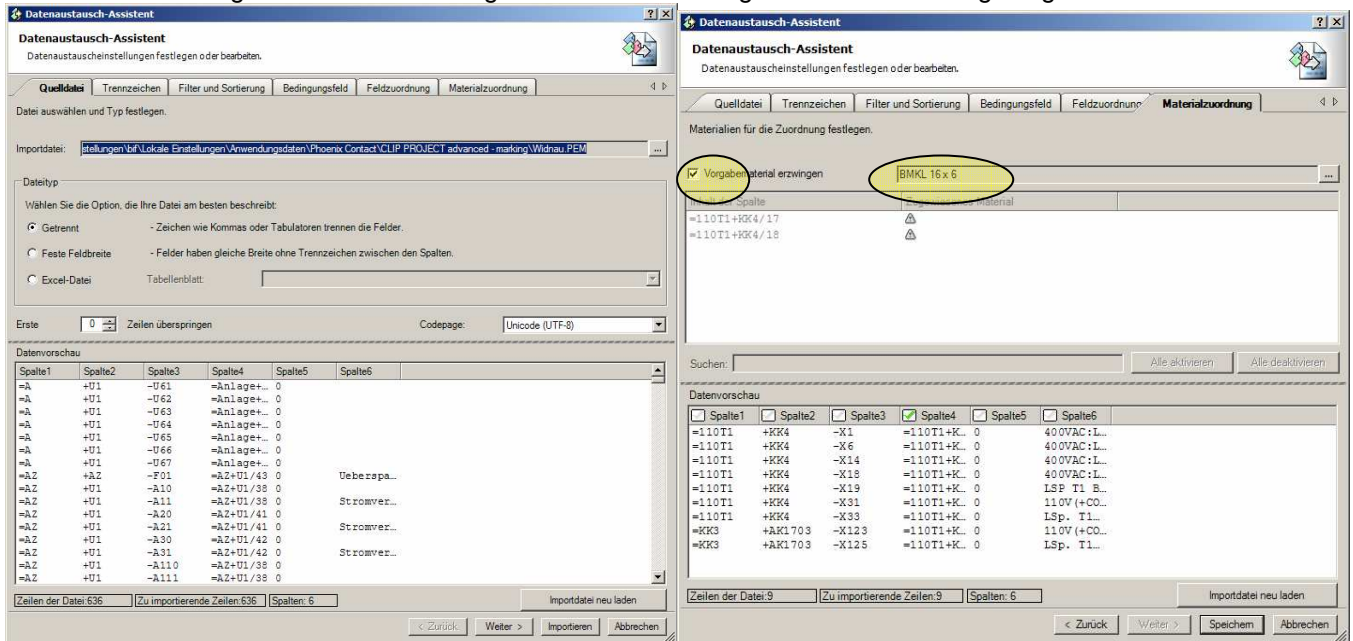 Datenaustausch-Assistent
Datenaustausch-Assistent
Datenaustauscheinstellungen festlegen oder bearbeiten.
Quelldatei Trennzeichen Filter und Sortierung Bedingungsfeld Feldzuordnung Materialzuordnung
Datei auswählen und Typ festlegen.
Importdatei: stellungen\bif\Lokale Einstellungen\Anwendungsdaten\Phoenix Contact\CLIP PROJECT advanced - marking\Widnau.PEM ...
Dateityp
Wählen Sie die Option, die Ihre Datei am besten beschreibt:
Getrennt - Zeichen wie Kommas oder Tabulatoren trennen die Felder.
Feste Feldbreite - Felder haben gleiche Breite ohne Trennzeichen zwischen den Spalten.
Excel-Datei Tabellenblatt:
Erste 0 Zeilen überspringen Codepage: Unicode (UTF-8)
Datenvorschau
Spalte1 Spalte2 Spalte3 Spalte4 Spalte5 Spalte6
=A +U1 -U61 =Anlage+... 0
=A +U1 -U62 =Anlage+... 0
=A +U1 -U63 =Anlage+... 0
=A +U1 -U64 =Anlage+... 0
=A +U1 -U65 =Anlage+... 0
=A +U1 -U66 =Anlage+... 0
=A +U1 -U67 =Anlage+... 0
=AZ +AZ -F01 =AZ+U1/43 0 Ueberspa...
=AZ +U1 -A10 =AZ+U1/38 0
=AZ +U1 -A11 =AZ+U1/38 0 Stromver...
=AZ +U1 -A20 =AZ+U1/41 0
=AZ +U1 -A21 =AZ+U1/41 0 Stromver...
=AZ +U1 -A30 =AZ+U1/42 0
=AZ +U1 -A31 =AZ+U1/42 0 Stromver...
=AZ +U1 -A110 =AZ+U1/38 0
=AZ +U1 -A111 =AZ+U1/38 0
Zeilen der Datei:636 Zu importierende Zeilen:636 Spalten: 6 Importdatei neu laden
< Zurück Weiter > Importieren Abbrechen
Datenaustausch-Assistent
Datenaustausch-Assistent
Datenaustauscheinstellungen festlegen oder bearbeiten.
Quelldatei Trennzeichen Filter und Sortierung Bedingungsfeld Feldzuordnung Materialzuordnung
Materialien für die Zuordnung festlegen.
Vorgabematerial erzwingen BMKL 16 x 6 ...
Inhalt der Spalte Zugewiesenes Material
=110T1+KK4/17
=110T1+KK4/18
Suchen: Alle aktivieren Alle deaktivieren
Datenvorschau
Spalte1 Spalte2 Spalte3 Spalte4 Spalte5 Spalte6
=110T1 +KK4 -X1 =110T1+K... 0 400VAC:L...
=110T1 +KK4 -X6 =110T1+K... 0 400VAC:L...
=110T1 +KK4 -X14 =110T1+K... 0 400VAC:L...
=110T1 +KK4 -X18 =110T1+K... 0 400VAC:L...
=110T1 +KK4 -X19 =110T1+K... 0 LSP T1 B...
=110T1 +KK4 -X31 =110T1+K... 0 110V(+CO...
=110T1 +KK4 -X33 =110T1+K... 0 LSp. T1...
=KK3 +AK1703 -X123 =110T1+K... 0 110V(+CO...
=KK3 +AK1703 -X125 =110T1+K... 0 LSp. T1...
Zeilen der Datei:9 Zu importierende Zeilen:9 Spalten: 6 Importdatei neu laden
< Zurück Weiter > Speichern Abbrechen